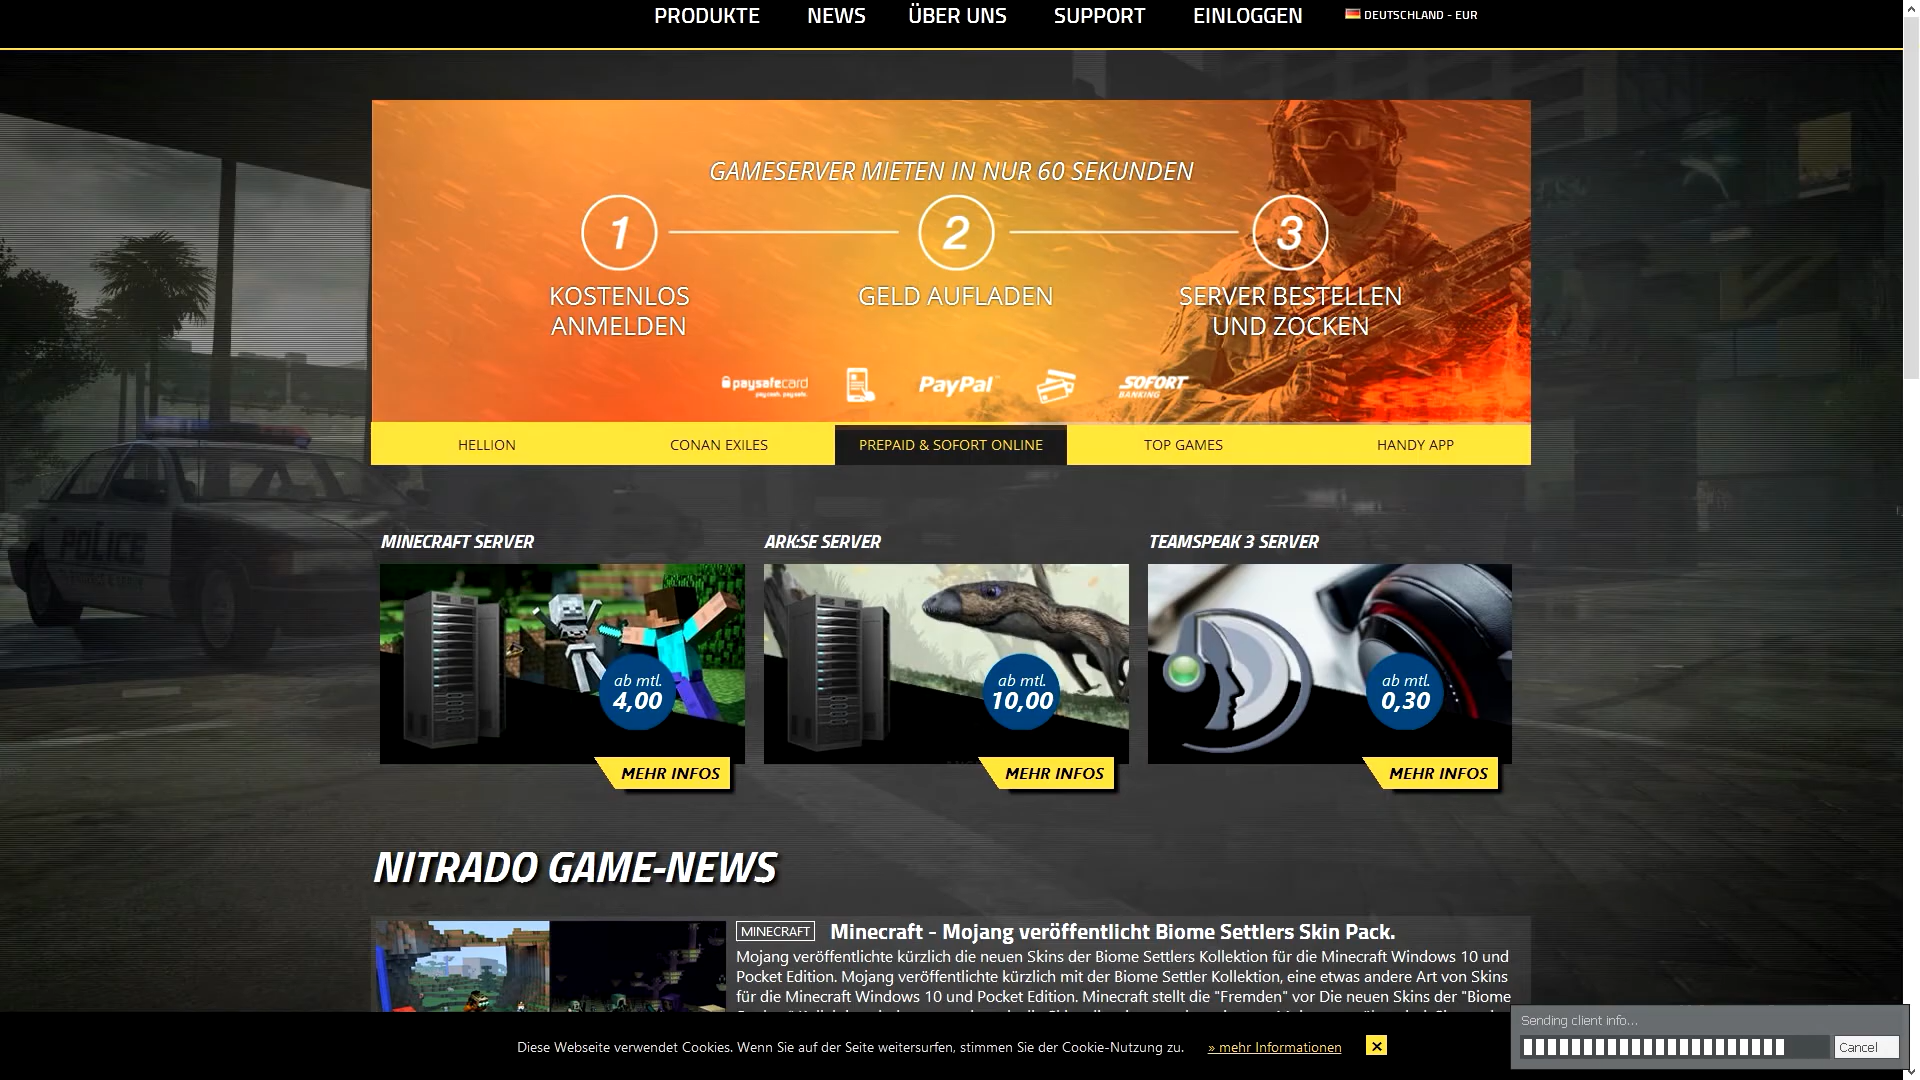 PRODUKTE NEWS ÜBER UNS SUPPORT EINLOGGEN DEUTSCHLAND - EUR
GAMESERVER MIETEN IN NUR 60 SEKUNDEN
1 2 3
KOSTENLOS ANMELDEN
GELD AUFLADEN
SERVER BESTELLEN UND ZOCKEN
paysafecard
pay cash. pay safe.
PayPal
SOFORT
BANKING
HELLION CONAN EXILES PREPAID & SOFORT ONLINE TOP GAMES HANDY APP
POLICE
MINECRAFT SERVER
ab mtl.
4,00
MEHR INFOS
ARK:SE SERVER
ab mtl.
10,00
MEHR INFOS
TEAMSPEAK 3 SERVER
ab mtl.
0,30
MEHR INFOS
NITRADO GAME-NEWS
MINECRAFT Minecraft - Mojang veröffentlicht Biome Settlers Skin Pack.
Mojang veröffentlichte kürzlich die neuen Skins der Biome Settlers Kollektion für die Minecraft Windows 10 und
Pocket Edition. Mojang veröffentlichte kürzlich mit der Biome Settler Kollektion, eine etwas andere Art von Skins
für die Minecraft Windows 10 und Pocket Edition. Minecraft stellt die "Fremden" vor Die neuen Skins der "Biome
Diese Webseite verwendet Cookies. Wenn Sie auf der Seite weitersurfen, stimmen Sie der Cookie-Nutzung zu. » mehr Informationen
Sending client info...
Cancel